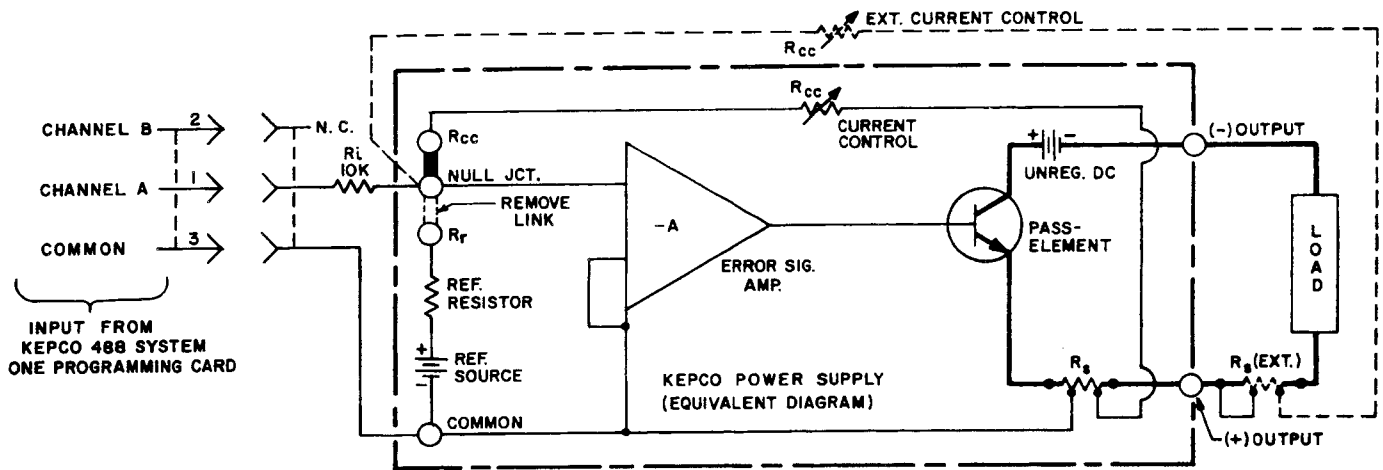 EXT. CURRENT CONTROL
Rcc
Rcc
CURRENT
CONTROL
CHANNEL B
2
N.C.
Rcc
Ri
10K
CHANNEL A
1
NULL JCT.
REMOVE
LINK
COMMON
3
Rr
REF.
RESISTOR
+
REF.
SOURCE
-
COMMON
INPUT FROM
KEPCO 488 SYSTEM
ONE PROGRAMMING CARD
-A
ERROR SIG.
AMP.
+ -
UNREG. DC
PASS-
ELEMENT
(-) OUTPUT
LOAD
Rs
Rs (EXT.)
KEPCO POWER SUPPLY
(EQUIVALENT DIAGRAM)
-(+) OUTPUT